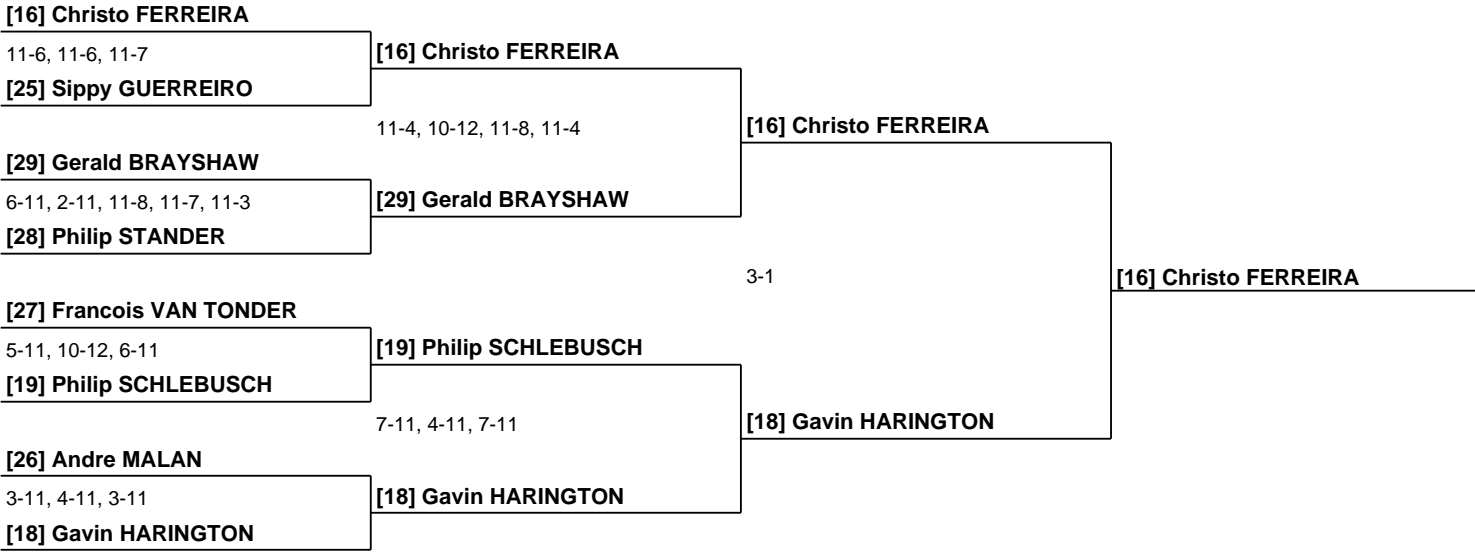 [16] Christo FERREIRA
11-6, 11-6, 11-7
[16] Christo FERREIRA
[25] Sippy GUERREIRO
11-4, 10-12, 11-8, 11-4
[16] Christo FERREIRA
[29] Gerald BRAYSHAW
6-11, 2-11, 11-8, 11-7, 11-3
[29] Gerald BRAYSHAW
[28] Philip STANDER
3-1
[16] Christo FERREIRA
[27] Francois VAN TONDER
5-11, 10-12, 6-11
[19] Philip SCHLEBUSCH
[19] Philip SCHLEBUSCH
7-11, 4-11, 7-11
[18] Gavin HARINGTON
[26] Andre MALAN
3-11, 4-11, 3-11
[18] Gavin HARINGTON
[18] Gavin HARINGTON